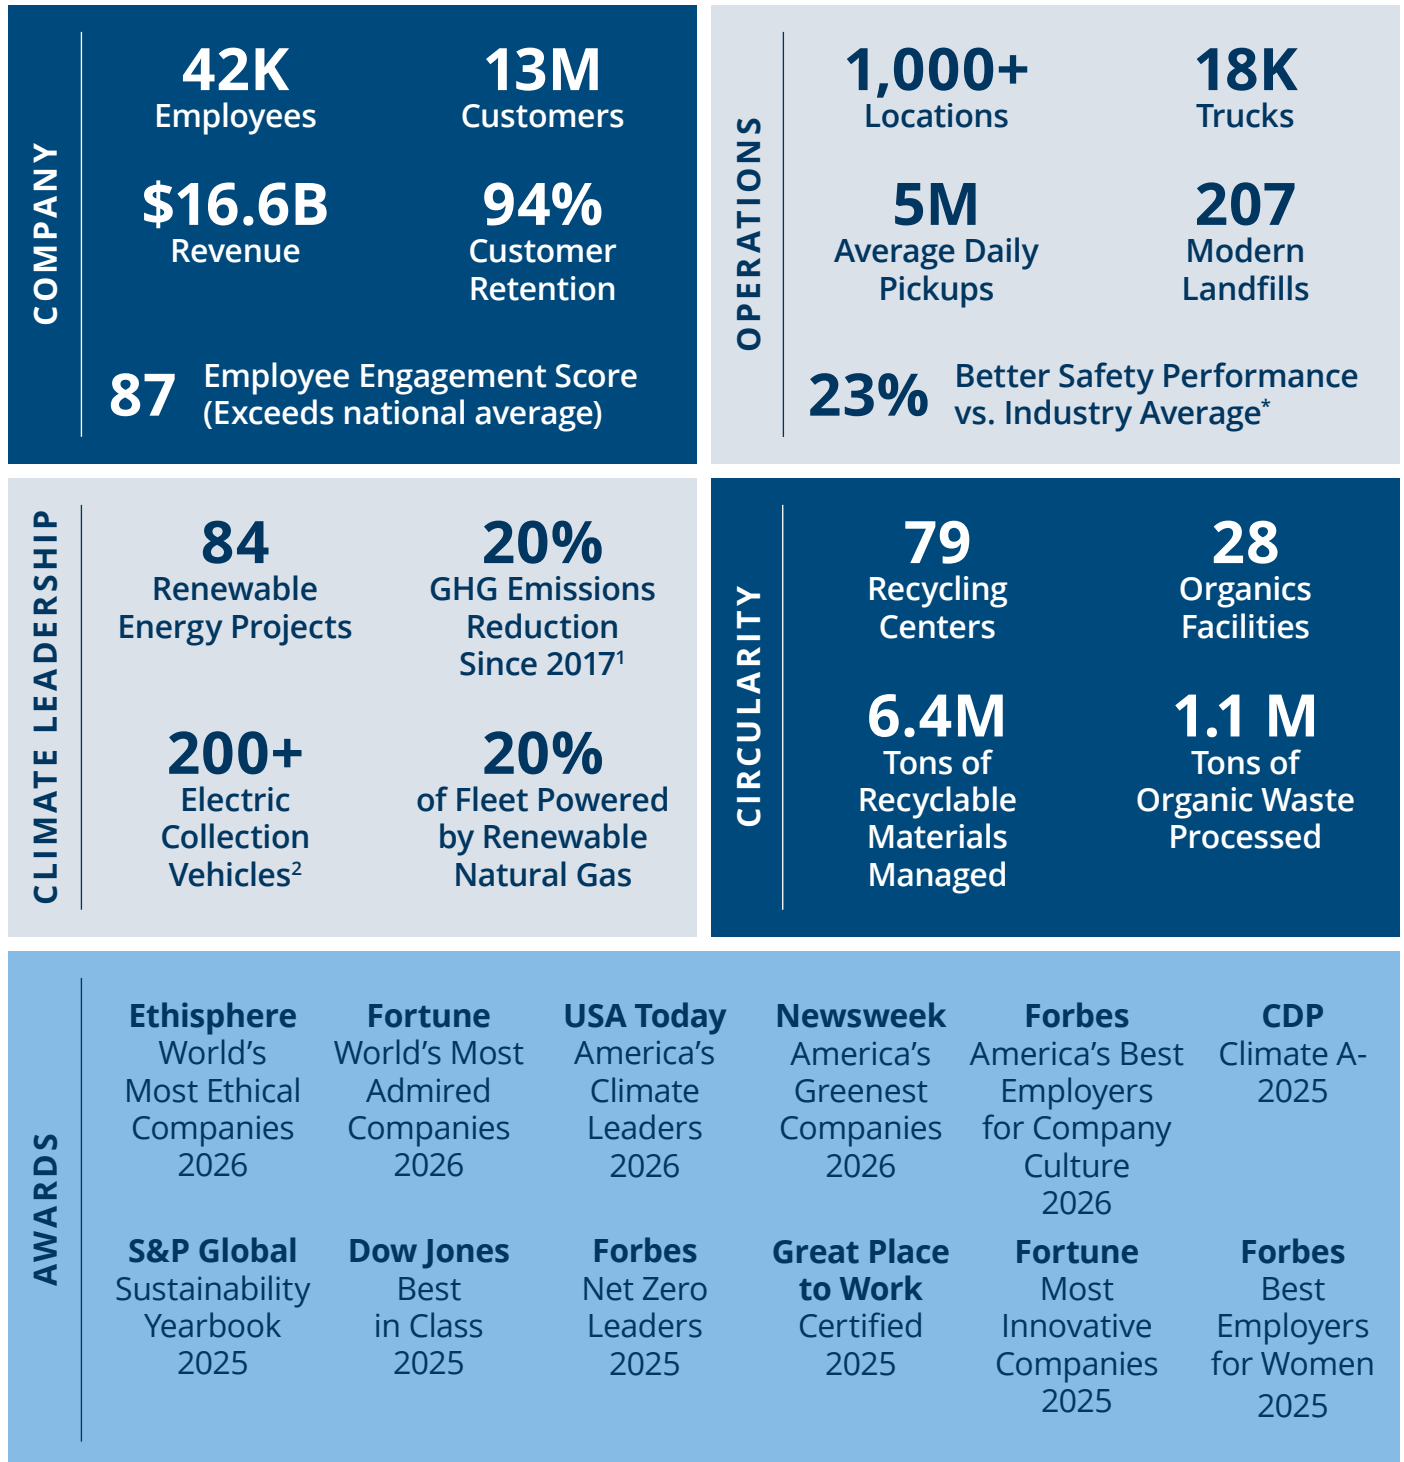 COMPANY
42K
Employees
13M
Customers
$16.6B
Revenue
94%
Customer
Retention
87
Employee Engagement Score
(Exceeds national average)
OPERATIONS
1,000+
Locations
18K
Trucks
5M
Average Daily
Pickups
207
Modern
Landfills
23%
Better Safety Performance
vs. Industry Average*
CLIMATE LEADERSHIP
84
Renewable
Energy Projects
20%
GHG Emissions
Reduction
Since 2017¹
200+
Electric
Collection
Vehicles²
20%
of Fleet Powered
by Renewable
Natural Gas
CIRCULARITY
79
Recycling
Centers
28
Organics
Facilities
6.4M
Tons of
Recyclable
Materials
Managed
1.1 M
Tons of
Organic Waste
Processed
AWARDS
Ethisphere
World’s
Most Ethical
Companies
2026
Fortune
World’s Most
Admired
Companies
2026
USA Today
America’s
Climate
Leaders
2026
Newsweek
America’s
Greenest
Companies
2026
Forbes
America’s Best
Employers
for Company
Culture
2026
CDP
Climate A-
2025
S&P Global
Sustainability
Yearbook
2025
Dow Jones
Best
in Class
2025
Forbes
Net Zero
Leaders
2025
Great Place
to Work
Certified
2025
Fortune
Most
Innovative
Companies
2025
Forbes
Best
Employers
for Women
2025